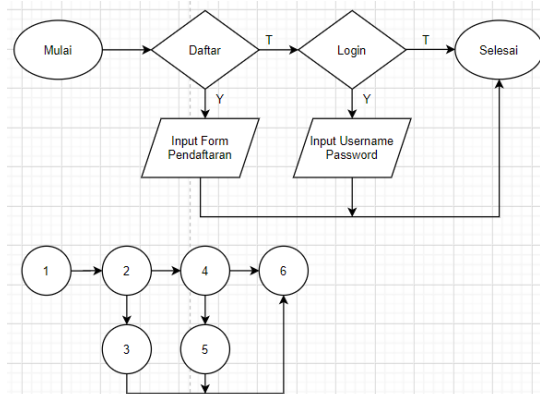 Mulai
Daftar
T
Login
T
Selesai
Y
Y
Input Form
Pendaftaran
Input Username
Password
1
2
4
6
3
5